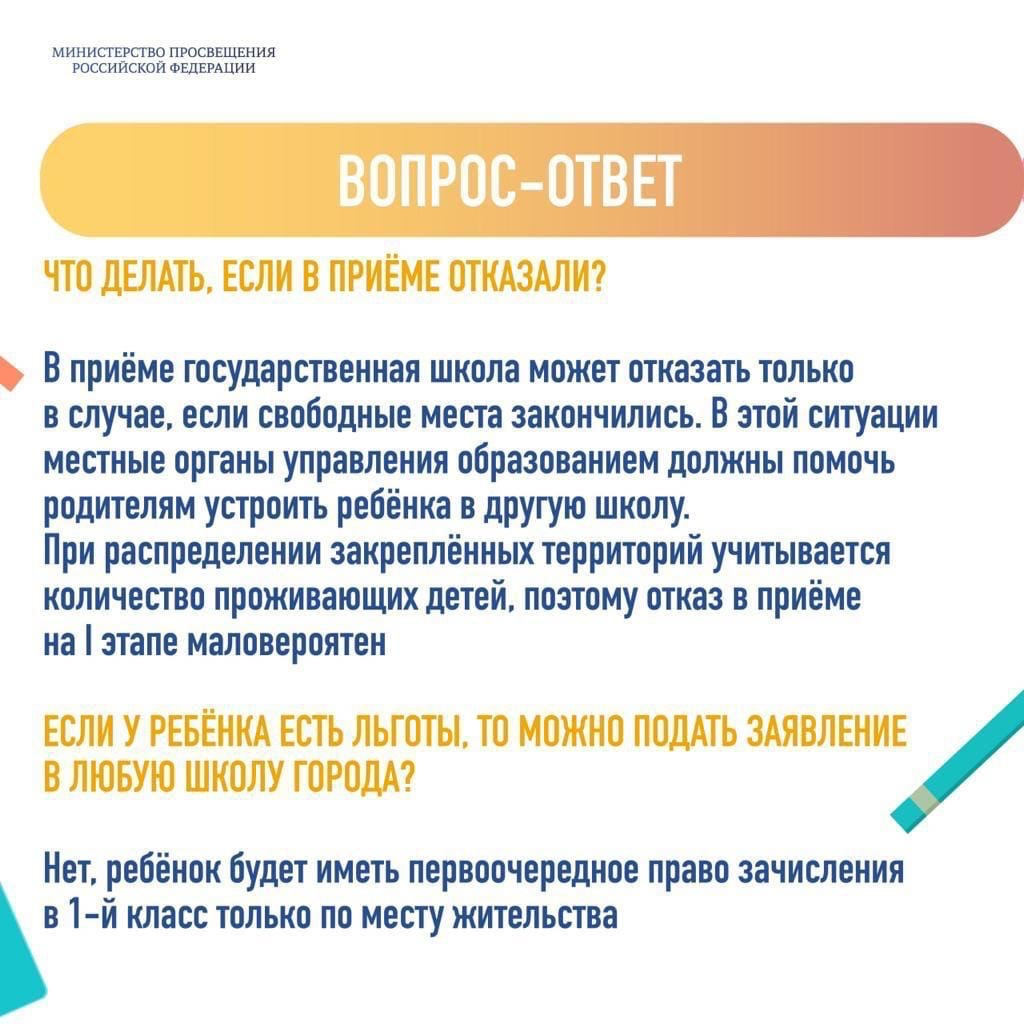 МИНИСТЕРСТВО ПРОСВЕЩЕНИЯ
РОССИЙСКОЙ ФЕДЕРАЦИИ
ВОПРОС-ОТВЕТ
ЧТО ДЕЛАТЬ, ЕСЛИ В ПРИЁМЕ ОТКАЗАЛИ?
В приёме государственная школа может отказать только
в случае, если свободные места закончились. В этой ситуации
местные органы управления образованием должны помочь
родителям устроить ребёнка в другую школу.
При распределении закреплённых территорий учитывается
количество проживающих детей, поэтому отказ в приёме
на I этапе маловероятен
ЕСЛИ У РЕБЁНКА ЕСТЬ ЛЬГОТЫ, ТО МОЖНО ПОДАТЬ ЗАЯВЛЕНИЕ
В ЛЮБУЮ ШКОЛУ ГОРОДА?
Нет, ребёнок будет иметь первоочередное право зачисления
в 1-й класс только по месту жительства